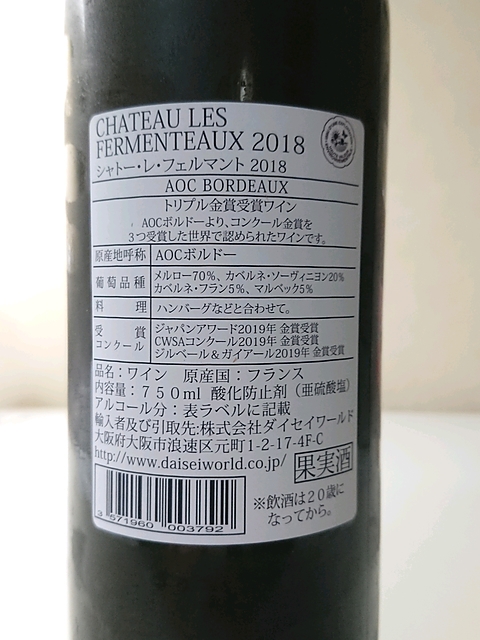 CHATEAU LES
FERMENTEAUX 2018
シャトー・レ・フェルマント 2018
AOC BORDEAUX
トリプル金賞受賞ワイン
AOCボルドーより、コンクール金賞を
３つ受賞した世界で認められたワインです。
原産地呼称 AOCボルドー
葡萄品種 メルロー70%、カベルネ・ソーヴィニヨン20%
カベルネ・フラン5%、マルベック5%
料理 ハンバーグなどと合わせて。
受賞 ジャパンアワード2019年 金賞受賞
コンクール CWSAコンクール2019年 金賞受賞
ジルベール＆ガイアール2019年 金賞受賞
品名：ワイン 原産国：フランス
内容量：７５０ml 酸化防止剤（亜硫酸塩）
アルコール分：表ラベルに記載
輸入者及び引取先:株式会社ダイセイワールド
大阪府大阪市浪速区元町1-2-17-4F-C
http://www.daiseiworld.co.jp/
果実酒
※飲酒は２０歳に
なってから。
3 571960 003792